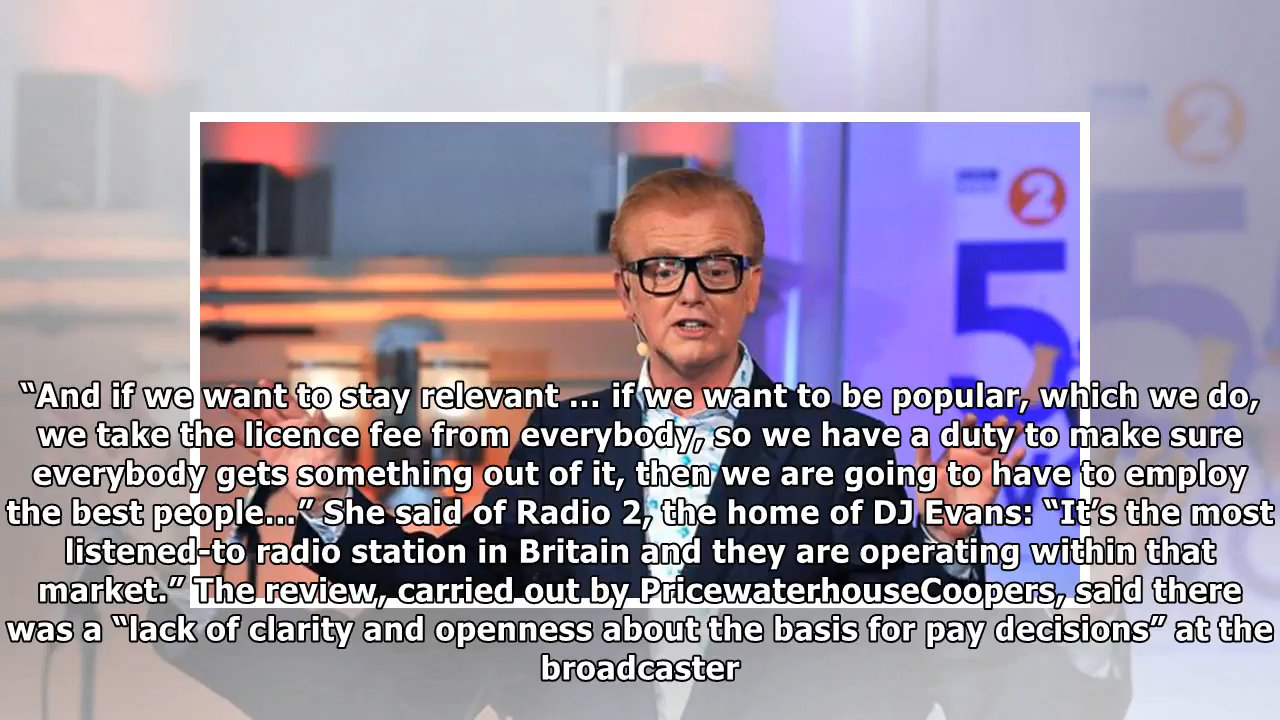 2
5
“And if we want to stay relevant ... if we want to be popular, which we do,
we take the licence fee from everybody, so we have a duty to make sure
everybody gets something out of it, then we are going to have to employ
the best people...” She said of Radio 2, the home of DJ Evans: “It’s the most
listened-to radio station in Britain and they are operating within that
market.” The review, carried out by PricewaterhouseCoopers, said there
was a “lack of clarity and openness about the basis for pay decisions” at the
broadcaster